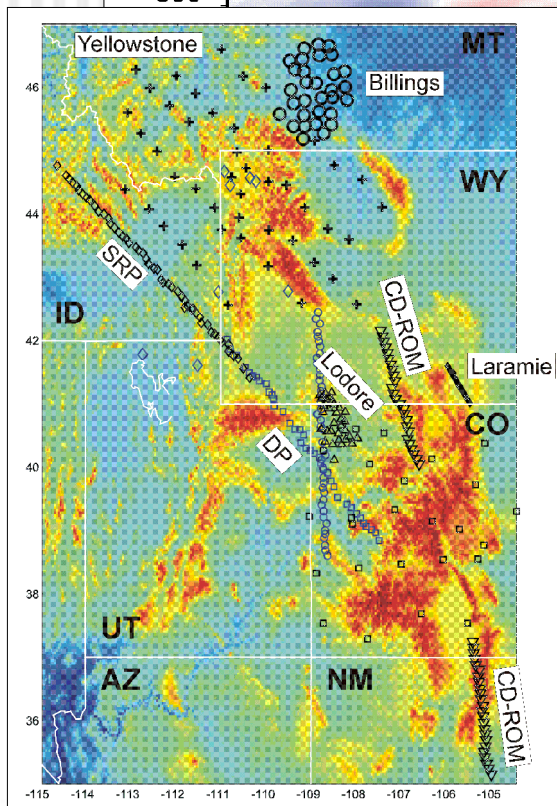 Yellowstone
MT
46
Billings
WY
44
SRP
CD-ROM
ID
42
Lodore
Laramie
CO
DP
40
38
UT
AZ
NM
36
CD-ROM
-115 -114 -113 -112 -111 -110 -109 -108 -107 -106 -105